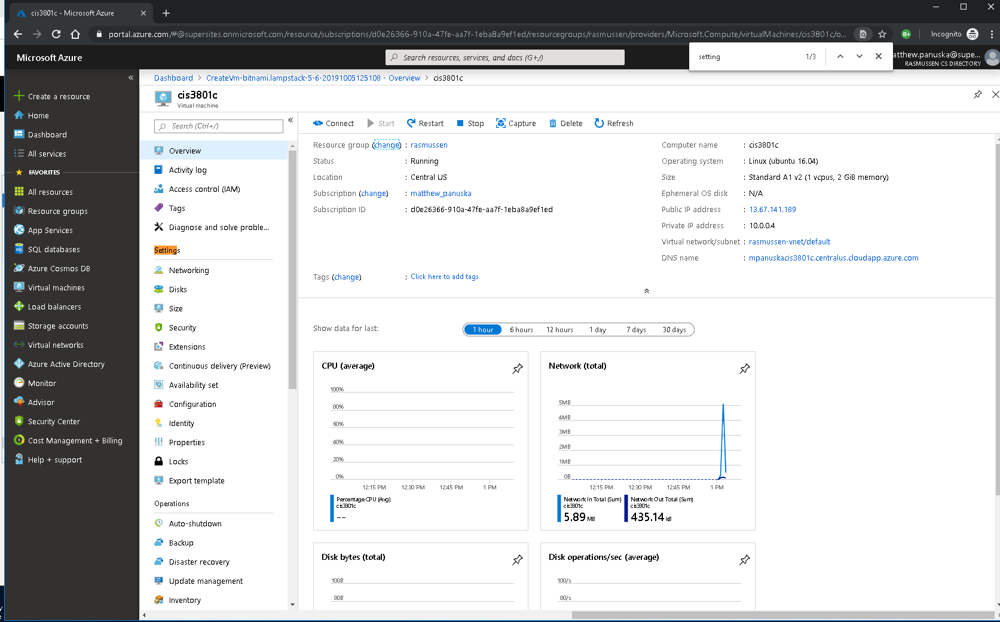 cis3801c - Microsoft Azure
portal.azure.com/#@supersites.onmicrosoft.com/resource/subscriptions/d0e26366-910a-47fe-aa7f-1eba8a9ef1ed/resourcegroups/rasmussen/providers/Microsoft.Compute/virtualMachines/cis3801c/o...
B+
Incognito
Microsoft Azure
Search resources, services, and docs (G+/)
setting
1/3
atthew.panuska@supe...
RASMUSSEN CS DIRECTORY
Create a resource
Home
Dashboard
All services
FAVORITES
All resources
Resource groups
App Services
SQL databases
Azure Cosmos DB
Virtual machines
Load balancers
Storage accounts
Virtual networks
Azure Active Directory
Monitor
Advisor
Security Center
Cost Management + Billing
Help + support
Dashboard > CreateVm-bitnami.lampstack-5-6-20191005125108 - Overview > cis3801c
cis3801c
Virtual machine
Search (Ctrl+/)
Overview
Activity log
Access control (IAM)
Tags
Diagnose and solve proble...
Settings
Networking
Disks
Size
Security
Extensions
Continuous delivery (Preview)
Availability set
Configuration
Identity
Properties
Locks
Export template
Operations
Auto-shutdown
Backup
Disaster recovery
Update management
Inventory
Connect Start Restart Stop Capture Delete Refresh
Resource group (change) : rasmussen
Status : Running
Location : Central US
Subscription (change) : matthew_panuska
Subscription ID : d0e26366-910a-47fe-aa7f-1eba8a9ef1ed
Tags (change) : Click here to add tags
Computer name : cis3801c
Operating system : Linux (ubuntu 16.04)
Size : Standard A1 v2 (1 vcpus, 2 GiB memory)
Ephemeral OS disk : N/A
Public IP address : 13.67.141.189
Private IP address : 10.0.0.4
Virtual network/subnet : rasmussen-vnet/default
DNS name : mpanuskacis3801c.centralus.cloudapp.azure.com
Show data for last:
1 hour 6 hours 12 hours 1 day 7 days 30 days
CPU (average)
100%
80%
60%
40%
20%
0%
12:15 PM 12:30 PM 12:45 PM 1 PM
Percentage CPU (Avg)
cis3801c
--
Network (total)
5MB
4MB
3MB
2MB
1MB
0B
12:15 PM 12:30 PM 12:45 PM 1 PM
Network In Total (Sum)
cis3801c
5.89 MB
Network Out Total (Sum)
cis3801c
435.14 kB
Disk bytes (total)
100B
80B
Disk operations/sec (average)
100/s
80/s